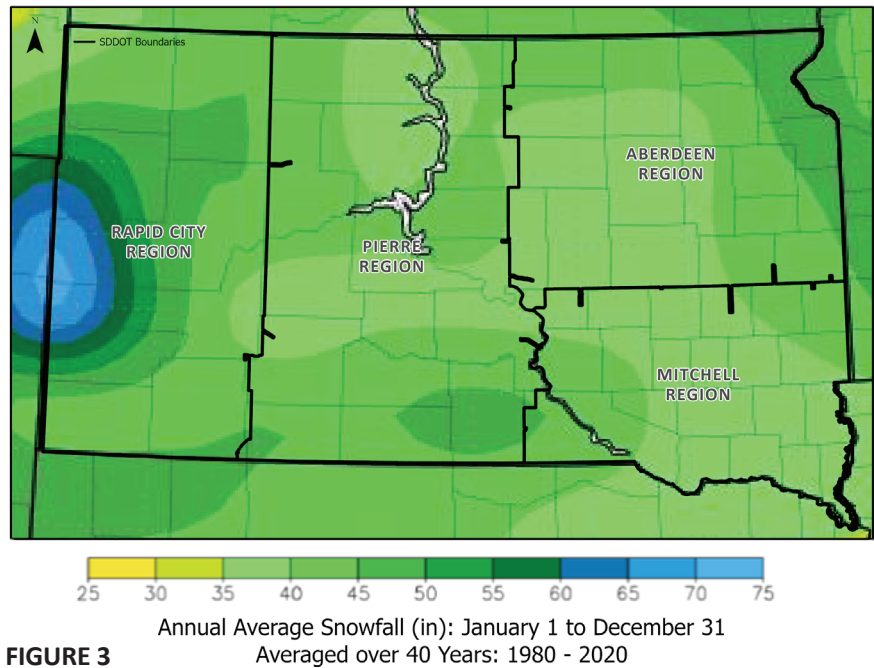 N
SDDOT Boundaries
ABERDEEN
REGION
RAPID CITY
REGION
PIERRE
REGION
MITCHELL
REGION
25 30 35 40 45 50 55 60 65 70 75
Annual Average Snowfall (in): January 1 to December 31
FIGURE 3 Averaged over 40 Years: 1980 - 2020